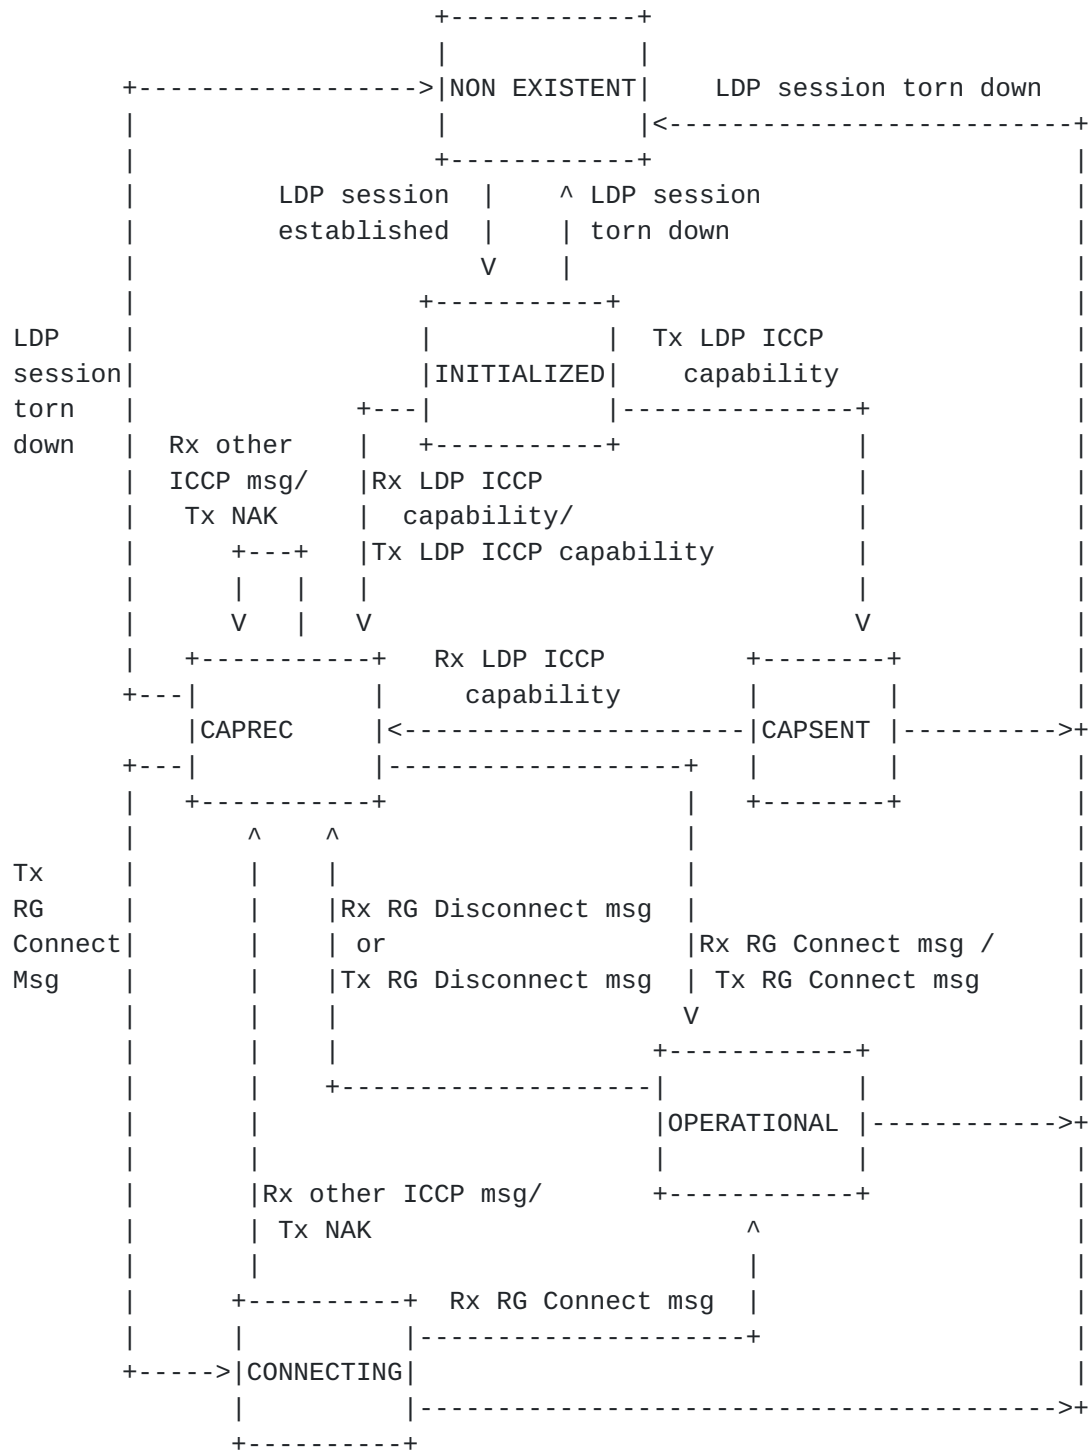 NON EXISTENT LDP session torn down
LDP session ^ LDP session
established torn down
V
LDP Tx LDP ICCP
session INITIALIZED capability
torn
down Rx other
ICCP msg/ Rx LDP ICCP
Tx NAK capability/
Tx LDP ICCP capability
V V V
Rx LDP ICCP
capability
CAPREC CAPSENT
^ ^
Tx
RG Rx RG Disconnect msg
Connect or Rx RG Connect msg /
Msg Tx RG Disconnect msg Tx RG Connect msg
V
OPERATIONAL
Rx other ICCP msg/
Tx NAK ^
Rx RG Connect msg
CONNECTING